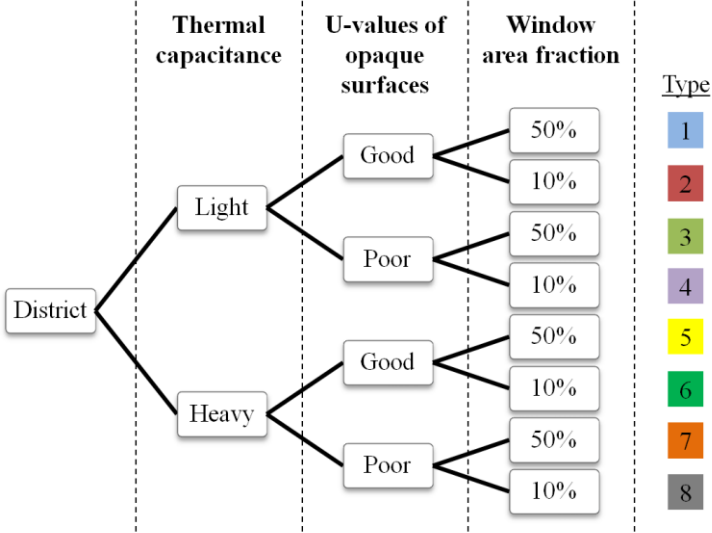 Thermal
capacitance
U-values of
opaque
surfaces
Window
area fraction
Type
District
Light
Heavy
Good
Poor
Good
Poor
50%
10%
50%
10%
50%
10%
50%
10%
1
2
3
4
5
6
7
8